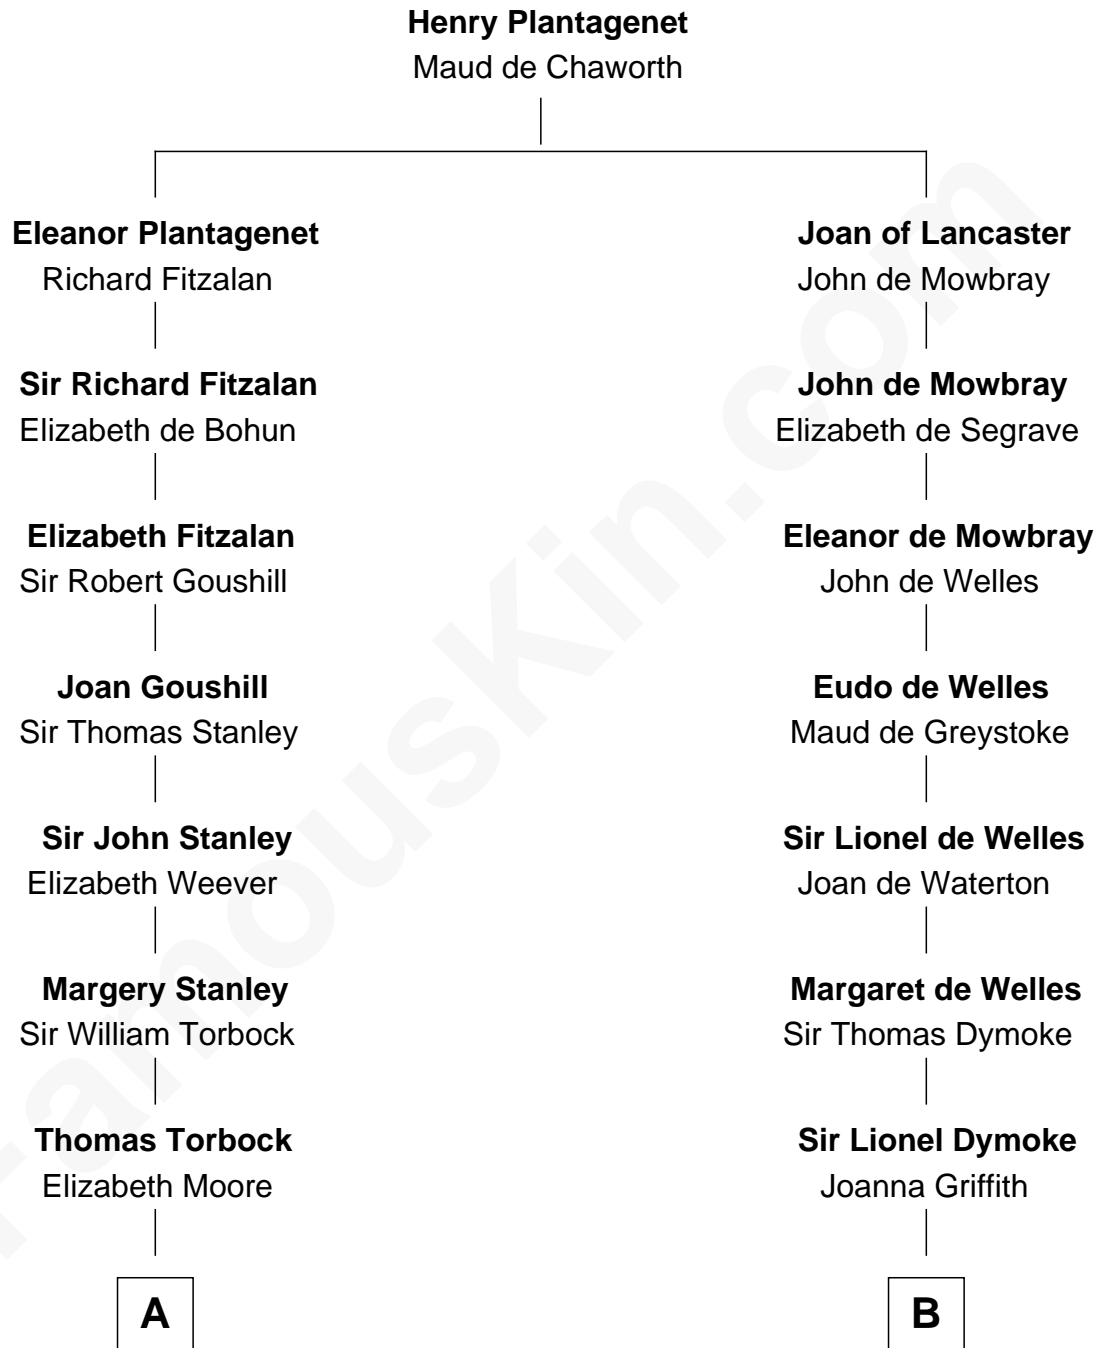 Henry Plantagenet
Maud de Chaworth
Eleanor Plantagenet
Richard Fitzalan
Joan of Lancaster
John de Mowbray
Sir Richard Fitzalan
Elizabeth de Bohun
John de Mowbray
Elizabeth de Segrave
Elizabeth Fitzalan
Sir Robert Goushill
Eleanor de Mowbray
John de Welles
Joan Goushill
Sir Thomas Stanley
Eudo de Welles
Maud de Greystoke
Sir John Stanley
Elizabeth Weever
Sir Lionel de Welles
Joan de Waterton
Margery Stanley
Sir William Torbock
Margaret de Welles
Sir Thomas Dymoke
Thomas Torbock
Elizabeth Moore
Sir Lionel Dymoke
Joanna Griffith
A
B
FamousKin.com